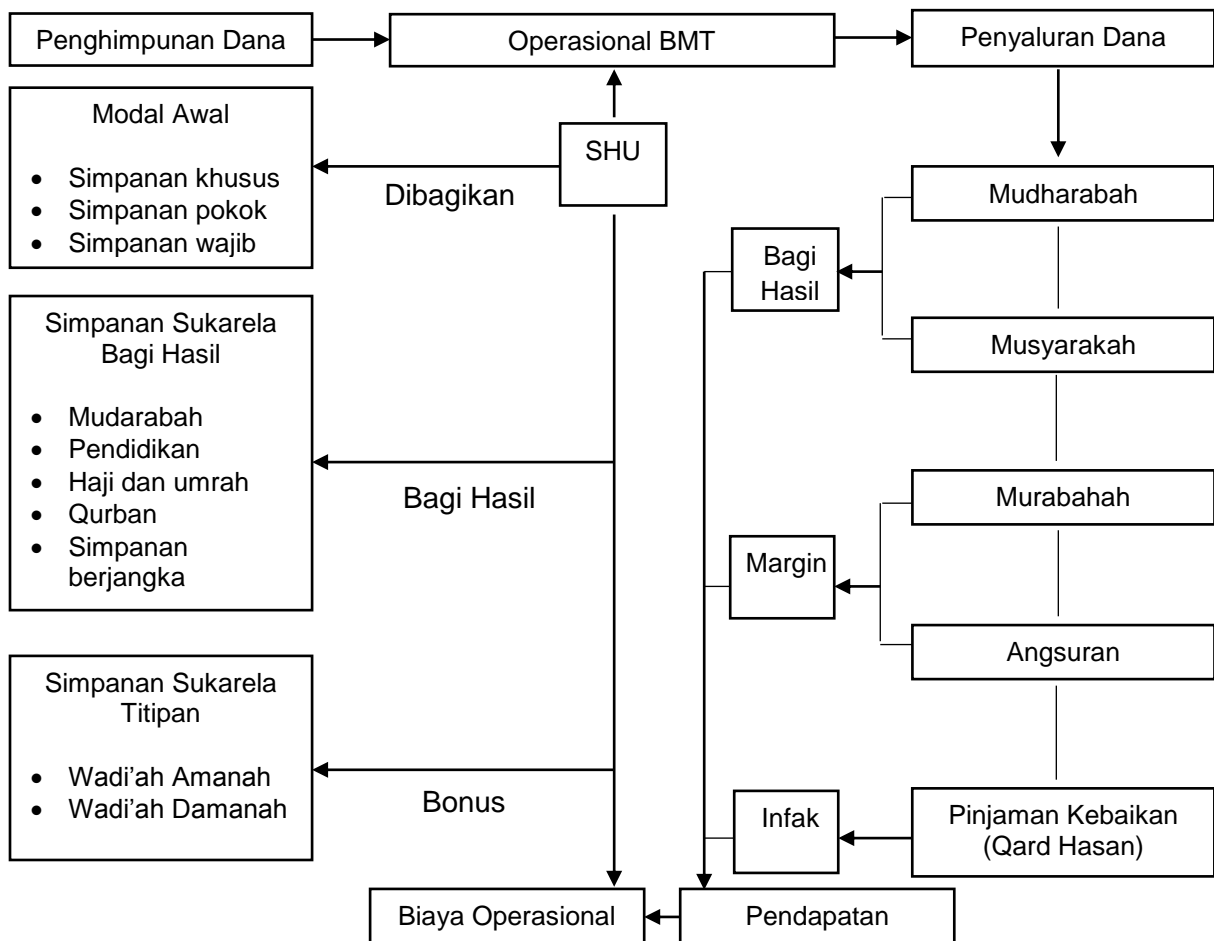 Penghimpunan Dana
Operasional BMT
Penyaluran Dana
Modal Awal
• Simpanan khusus
• Simpanan pokok
• Simpanan wajib
SHU
Dibagikan
Mudharabah
Bagi
Hasil
Musyarakah
Simpanan Sukarela
Bagi Hasil
• Mudarabah
• Pendidikan
• Haji dan umrah
• Qurban
• Simpanan
berjangka
Bagi Hasil
Murabahah
Margin
Angsuran
Simpanan Sukarela
Titipan
• Wadi'ah Amanah
• Wadi'ah Damanah
Bonus
Infak
Pinjaman Kebaikan
(Qard Hasan)
Biaya Operasional
Pendapatan